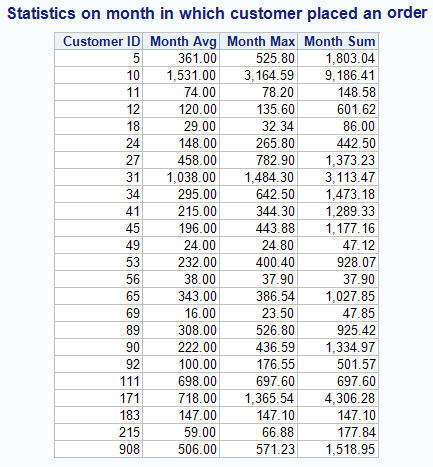 Statistics on month in which customer placed an order
Customer ID Month Avg Month Max Month Sum
5 361.00 525.80 1,803.04
10 1,531.00 3,164.59 9,186.41
11 74.00 78.20 148.58
12 120.00 135.60 601.62
18 29.00 32.34 86.00
24 148.00 265.80 442.50
27 458.00 782.90 1,373.23
31 1,038.00 1,484.30 3,113.47
34 295.00 642.50 1,473.18
41 215.00 344.30 1,289.33
45 196.00 443.88 1,177.16
49 24.00 24.80 47.12
53 232.00 400.40 928.07
56 38.00 37.90 37.90
65 343.00 386.54 1,027.85
69 16.00 23.50 47.85
89 308.00 526.80 925.42
90 222.00 436.59 1,334.97
92 100.00 176.55 501.57
111 698.00 697.60 697.60
171 718.00 1,365.54 4,306.28
183 147.00 147.10 147.10
215 59.00 66.88 177.84
908 506.00 571.23 1,518.95